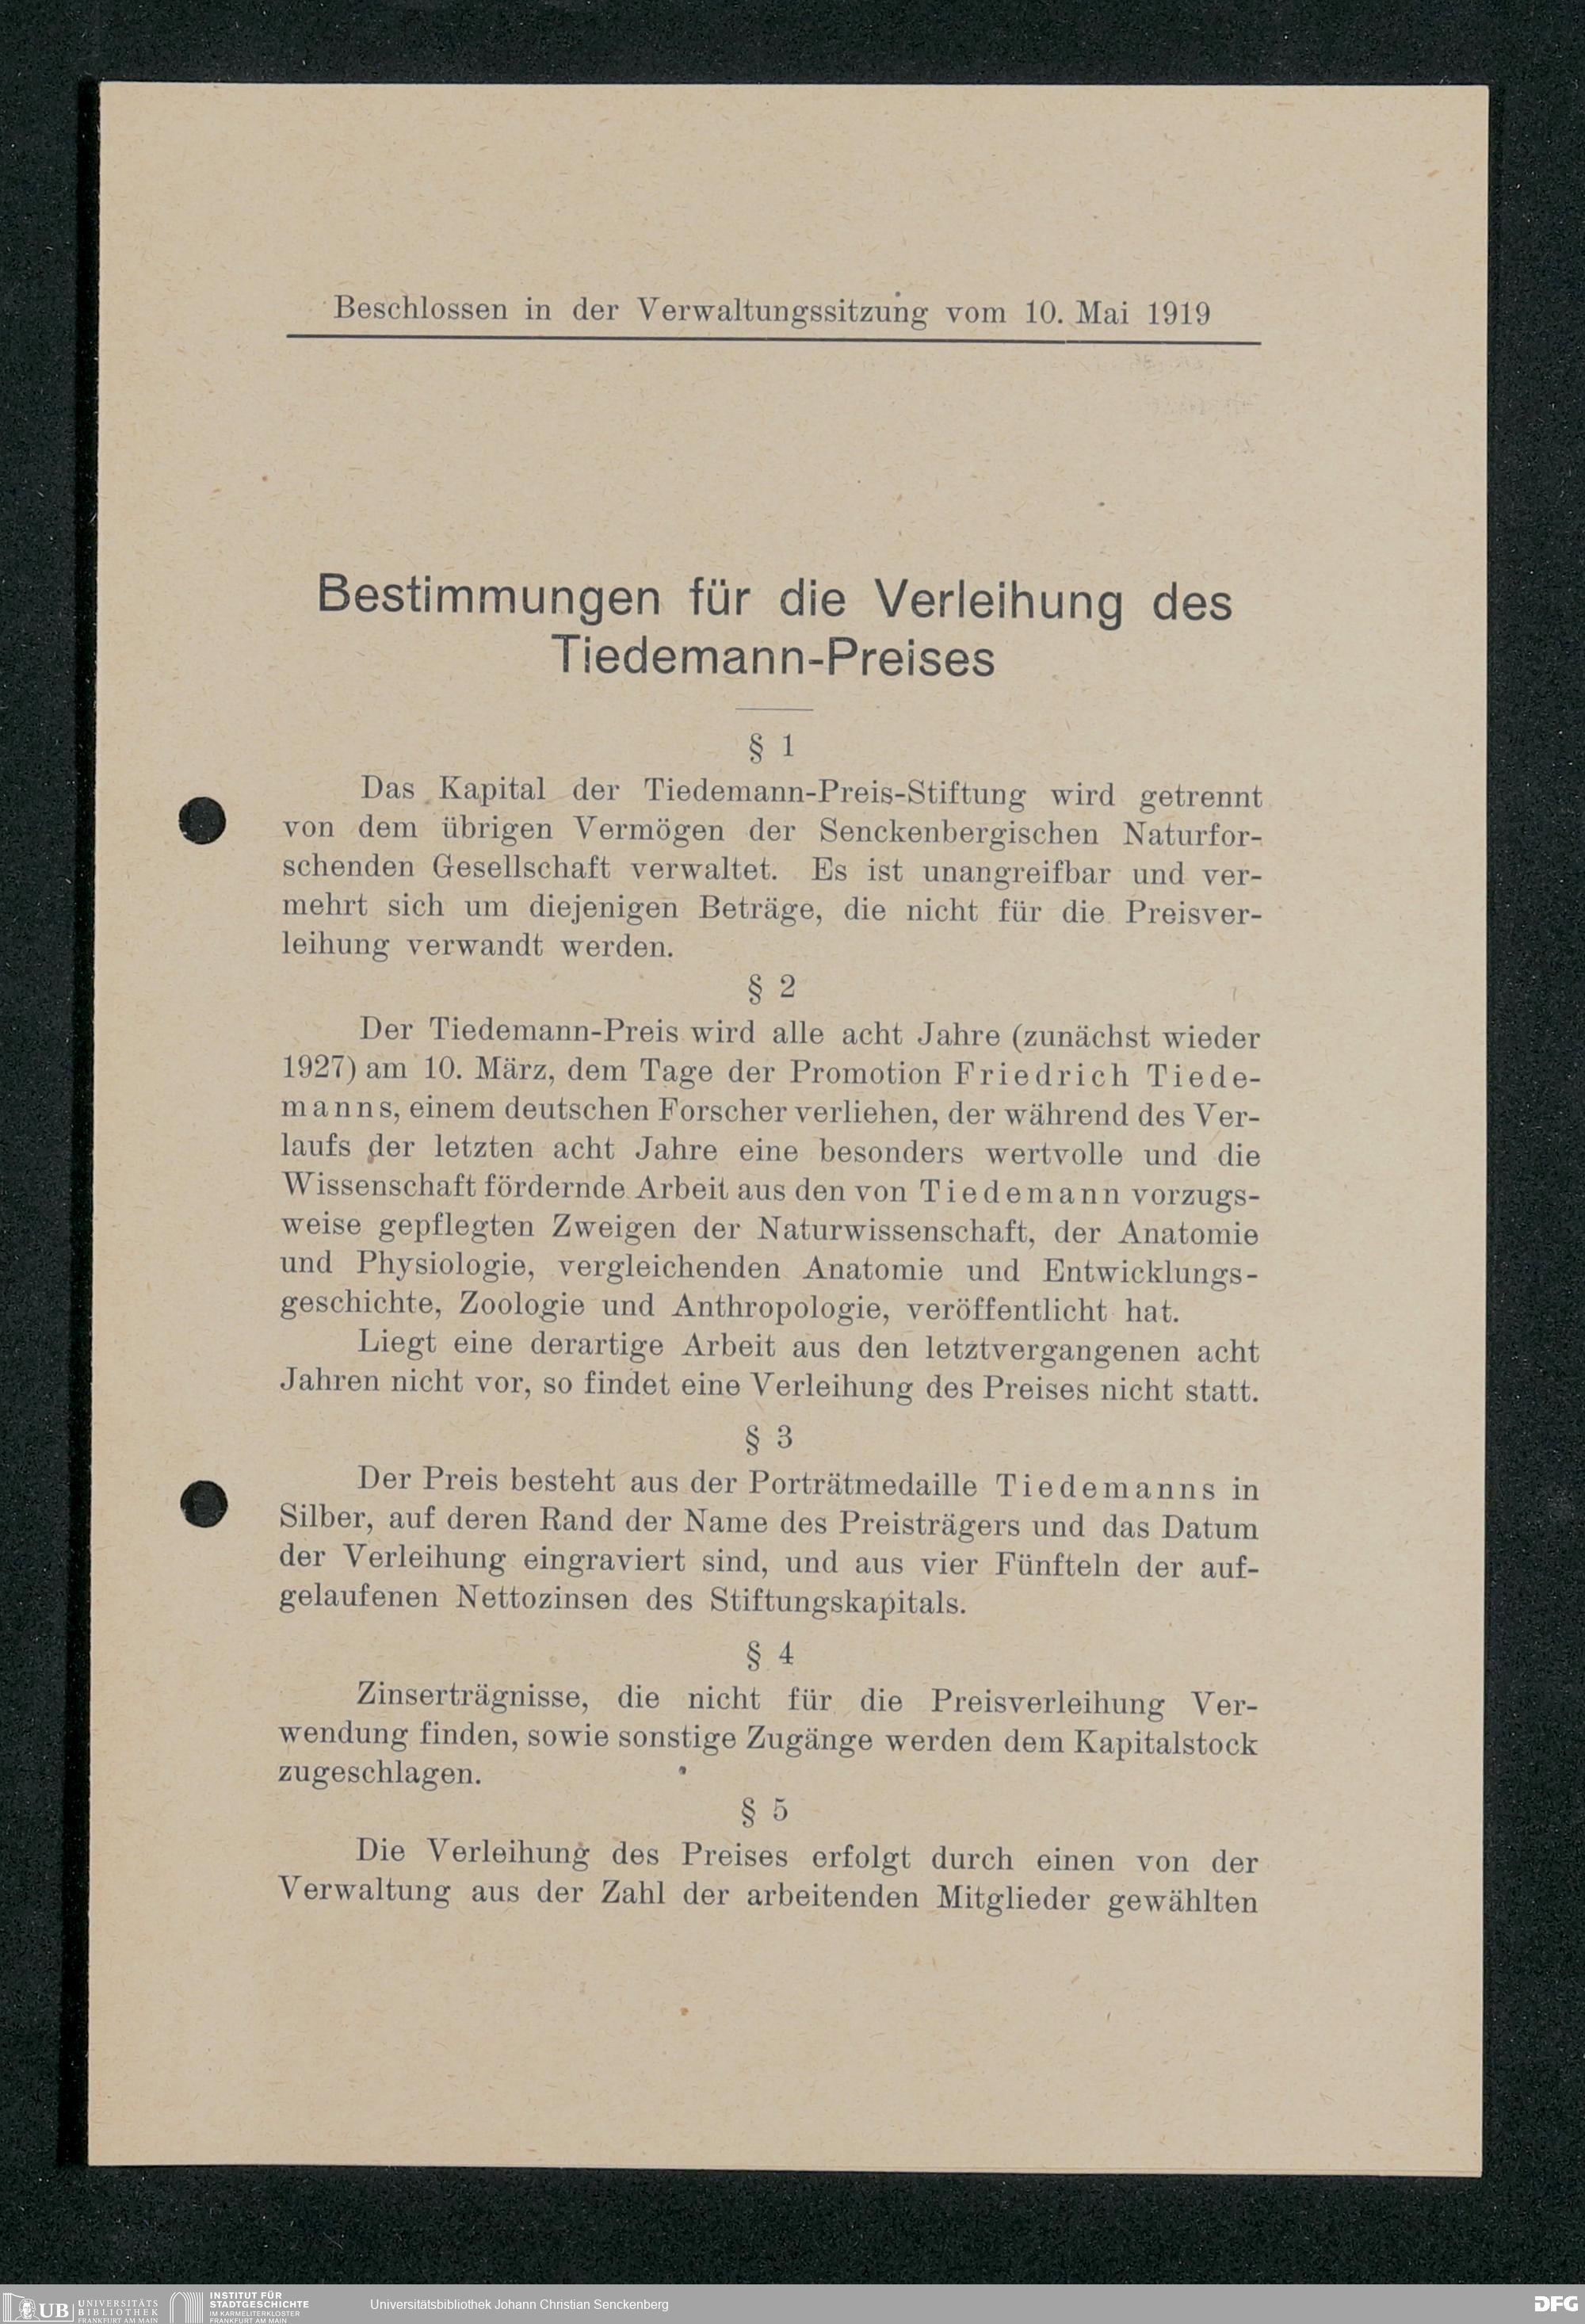 Beschlossen in der Verwaltungssitzung vom 10. Mai 1919
Bestimmungen für die Verleihung des
Tiedemann-Preises
§ 1
Das Kapital der Tiedemann-Preis-Stiftung wird getrennt
von dem übrigen Vermögen der Senckenbergischen Naturfor-
schenden Gesellschaft verwaltet. Es ist unangreifbar und ver-
mehrt sich um diejenigen Beträge, die nicht für die Preisver-
leihung verwandt werden.
§ 2
Der Tiedemann-Preis wird alle acht Jahre (zunächst wieder
1927) am 10. März, dem Tage der Promotion Friedrich Tiede-
manns, einem deutschen Forscher verliehen, der während des Ver-
laufs der letzten acht Jahre eine besonders wertvolle und die
Wissenschaft fördernde Arbeit aus den von Tiedemann vorzugs-
weise gepflegten Zweigen der Naturwissenschaft, der Anatomie
und Physiologie, vergleichenden Anatomie und Entwicklungs-
geschichte, Zoologie und Anthropologie, veröffentlicht hat.
Liegt eine derartige Arbeit aus den letztvergangenen acht
Jahren nicht vor, so findet eine Verleihung des Preises nicht statt.
§ 3
Der Preis besteht aus der Porträtmedaille Tiedemanns in
Silber, auf deren Rand der Name des Preisträgers und das Datum
der Verleihung eingraviert sind, und aus vier Fünfteln der auf-
gelaufenen Nettozinsen des Stiftungskapitals.
§ 4
Zinserträgnisse, die nicht für die Preisverleihung Ver-
wendung finden, sowie sonstige Zugänge werden dem Kapitalstock
zugeschlagen.
§ 5
Die Verleihung des Preises erfolgt durch einen von der
Verwaltung aus der Zahl der arbeitenden Mitglieder gewählten
UB UNIVERSITÄTS
BIBLIOTHEK
FRANKFURT AM MAIN
INSTITUT FÜR
STADTGESCHICHTE
IM KARMELITERKLOSTER
FRANKFURT AM MAIN
Universitätsbibliothek Johann Christian Senckenberg
DFG